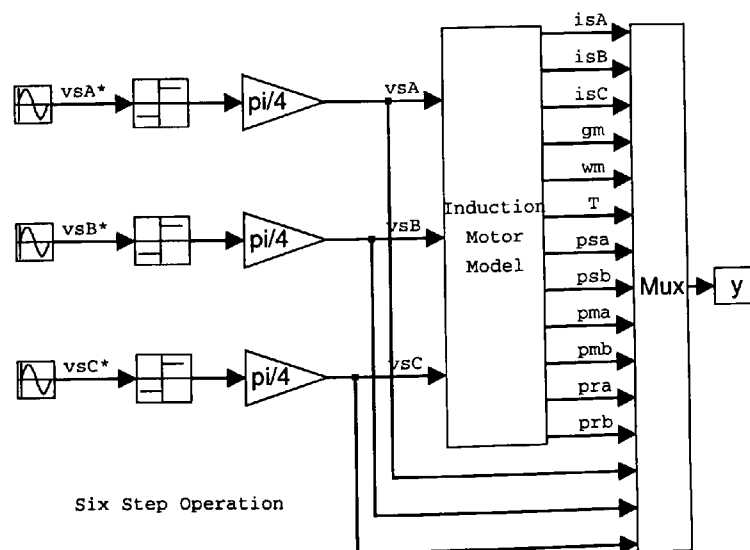 isA
vsA*
pi/4
vsA
isB
isC
gm
wm
T
vsB*
pi/4
vsB
Induction
Motor
Model
psa
psb
Mux
y
pma
pmb
vsC*
pi/4
vsC
pra
prb
Six Step Operation